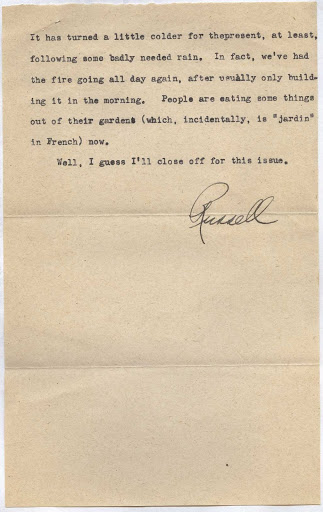 It has turned a little colder for thepresent, at least,
following some badly needed rain. In fact, we've had
the fire going all day again, after usually only build-
ing it in the morning. People are eating some things
out of their gardens (which, incidentally, is "jardin"
in French) now.
Well, I guess I'll close off for this issue.
Russell